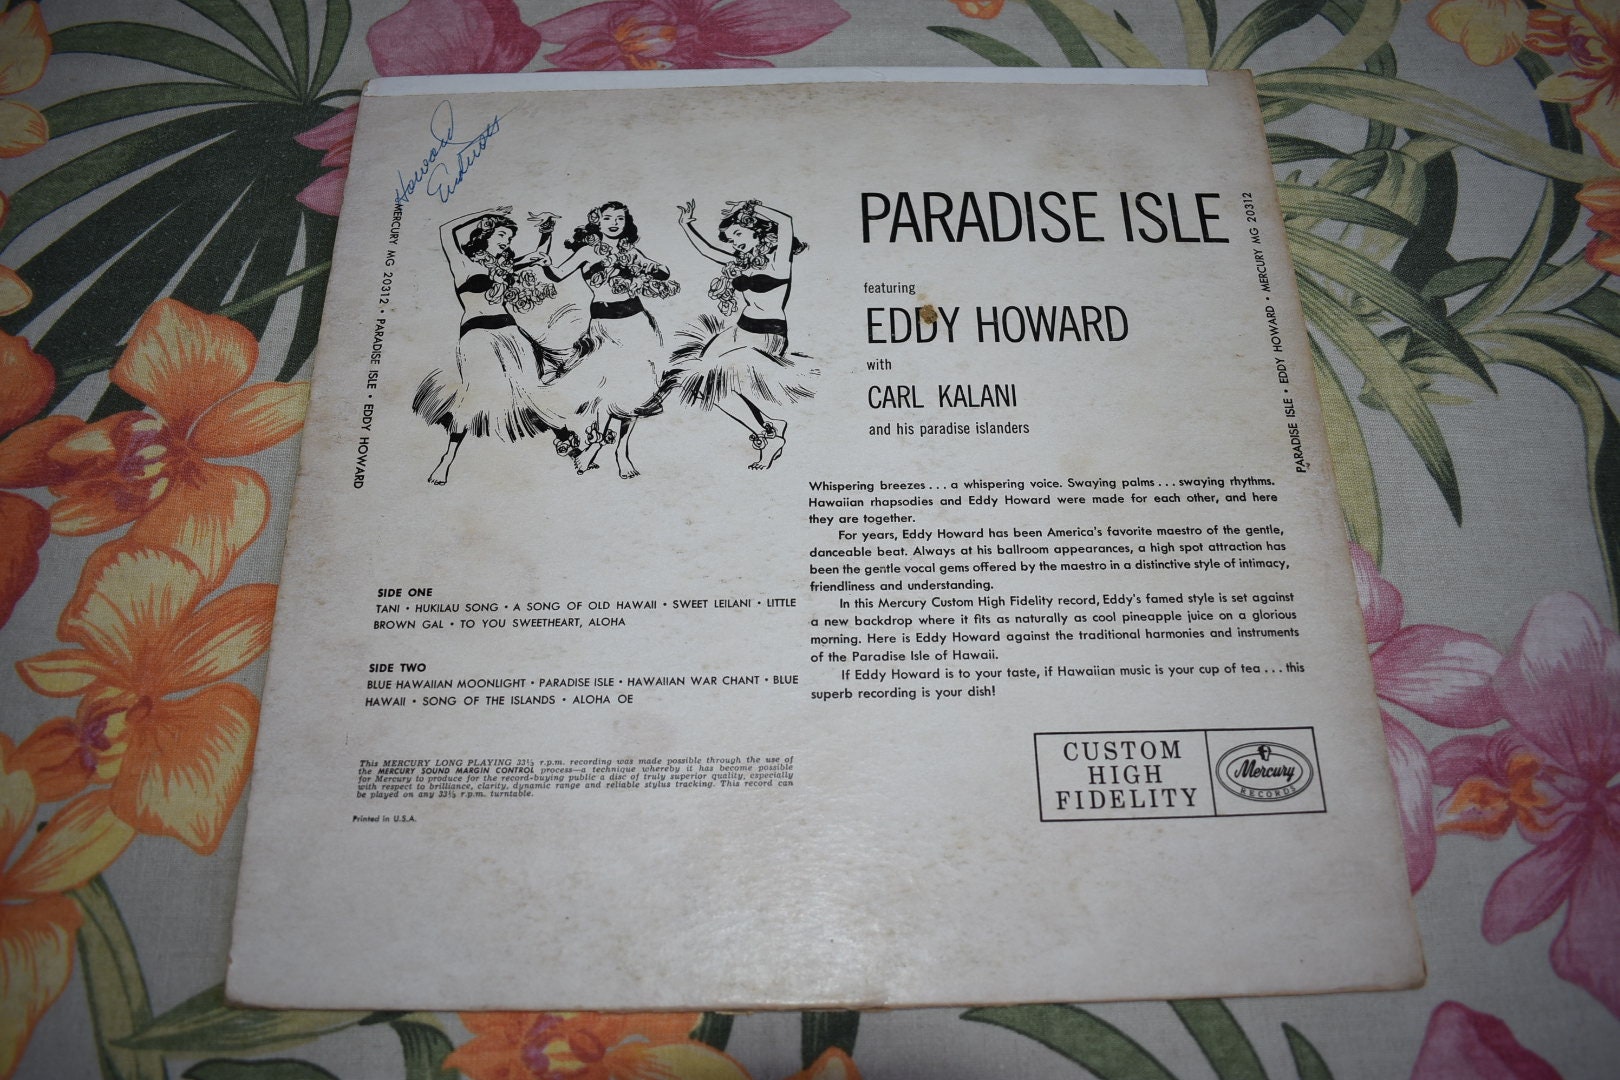 Howard
MERCURY MG 20312 • PARADISE ISLE • EDDY HOWARD
PARADISE ISLE
featuring
EDDY HOWARD
with
CARL KALANI
and his paradise islanders
PARADISE ISLE • EDDY HOWARD • MERCURY MG 20312
Whispering breezes . . . a whispering voice. Swaying palms . . . swaying rhythms.
Hawaiian rhapsodies and Eddy Howard were made for each other, and here
they are together.
For years, Eddy Howard has been America's favorite maestro of the gentle,
danceable beat. Always at his ballroom appearances, a high spot attraction has
been the gentle vocal gems offered by the maestro in a distinctive style of intimacy,
friendliness and understanding.
In this Mercury Custom High Fidelity record, Eddy's famed style is set against
a new backdrop where it fits as naturally as cool pineapple juice on a glorious
morning. Here is Eddy Howard against the traditional harmonies and instruments
of the Paradise Isle of Hawaii.
If Eddy Howard is to your taste, if Hawaiian music is your cup of tea . . . this
superb recording is your dish!
SIDE ONE
TANI • HUKILAU SONG • A SONG OF OLD HAWAII • SWEET LEILANI • LITTLE
BROWN GAL • TO YOU SWEETHEART, ALOHA
SIDE TWO
BLUE HAWAIIAN MOONLIGHT • PARADISE ISLE • HAWAIIAN WAR CHANT • BLUE
HAWAII • SONG OF THE ISLANDS • ALOHA OE
This MERCURY LONG PLAYING 33⅓ r.p.m. recording was made possible through the use of
the MERCURY SOUND MARGIN CONTROL process—a technique whereby it has become possible
for Mercury to produce for the record-buying public a disc of truly superior quality, especially
with respect to brilliance, clarity, dynamic range and reliable stylus tracking. This record can
be played on any 33⅓ r.p.m. turntable.
Printed in U.S.A.
CUSTOM
HIGH
FIDELITY
Mercury
RECORDS